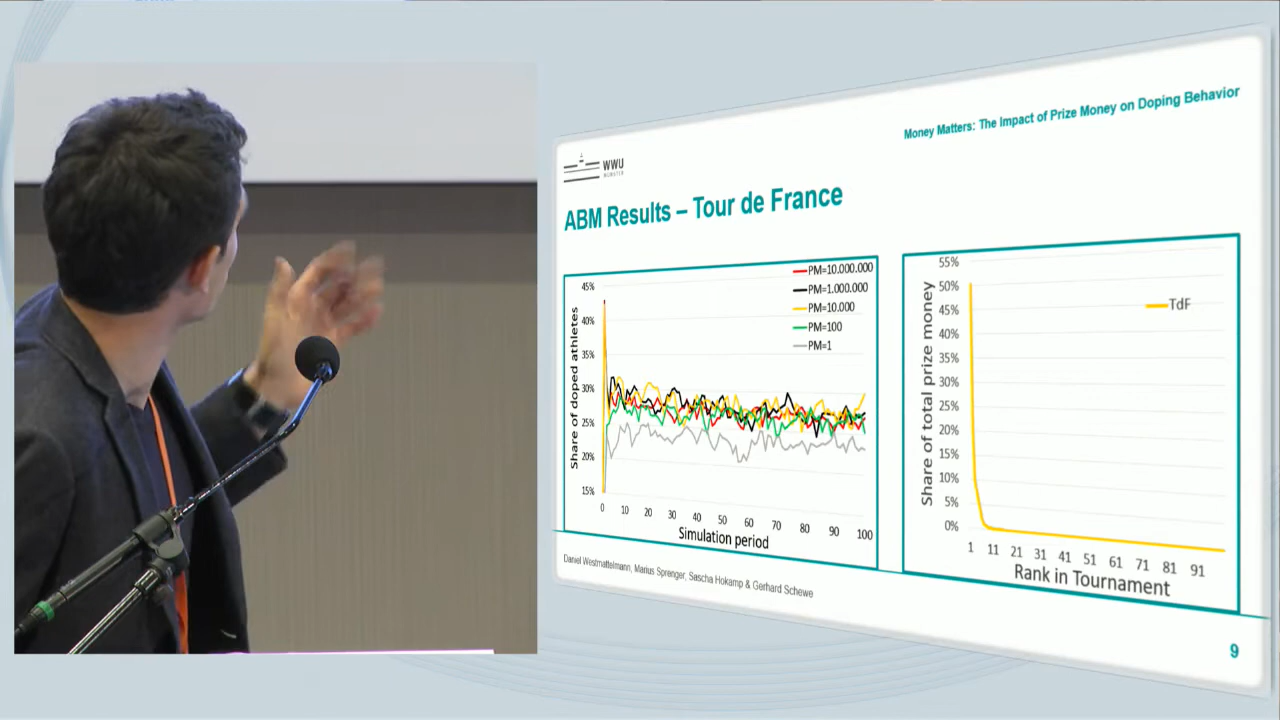 Money Matters: The Impact of Prize Money on Doping Behavior
WWU
MÜNSTER
ABM Results – Tour de France
Share of doped athletes
45%
40%
35%
30%
25%
20%
15%
PM=10.000.000
PM=1.000.000
PM=10.000
PM=100
PM=1
0 10 20 30 40 50 60 70 80 90 100
Simulation period
Share of total prize money
55%
50%
45%
40%
35%
30%
25%
20%
15%
10%
5%
0%
TdF
1 11 21 31 41 51 61 71 81 91
Rank in Tournament
Daniel Westmattelmann, Marius Sprenger, Sascha Hokamp & Gerhard Schewe
9